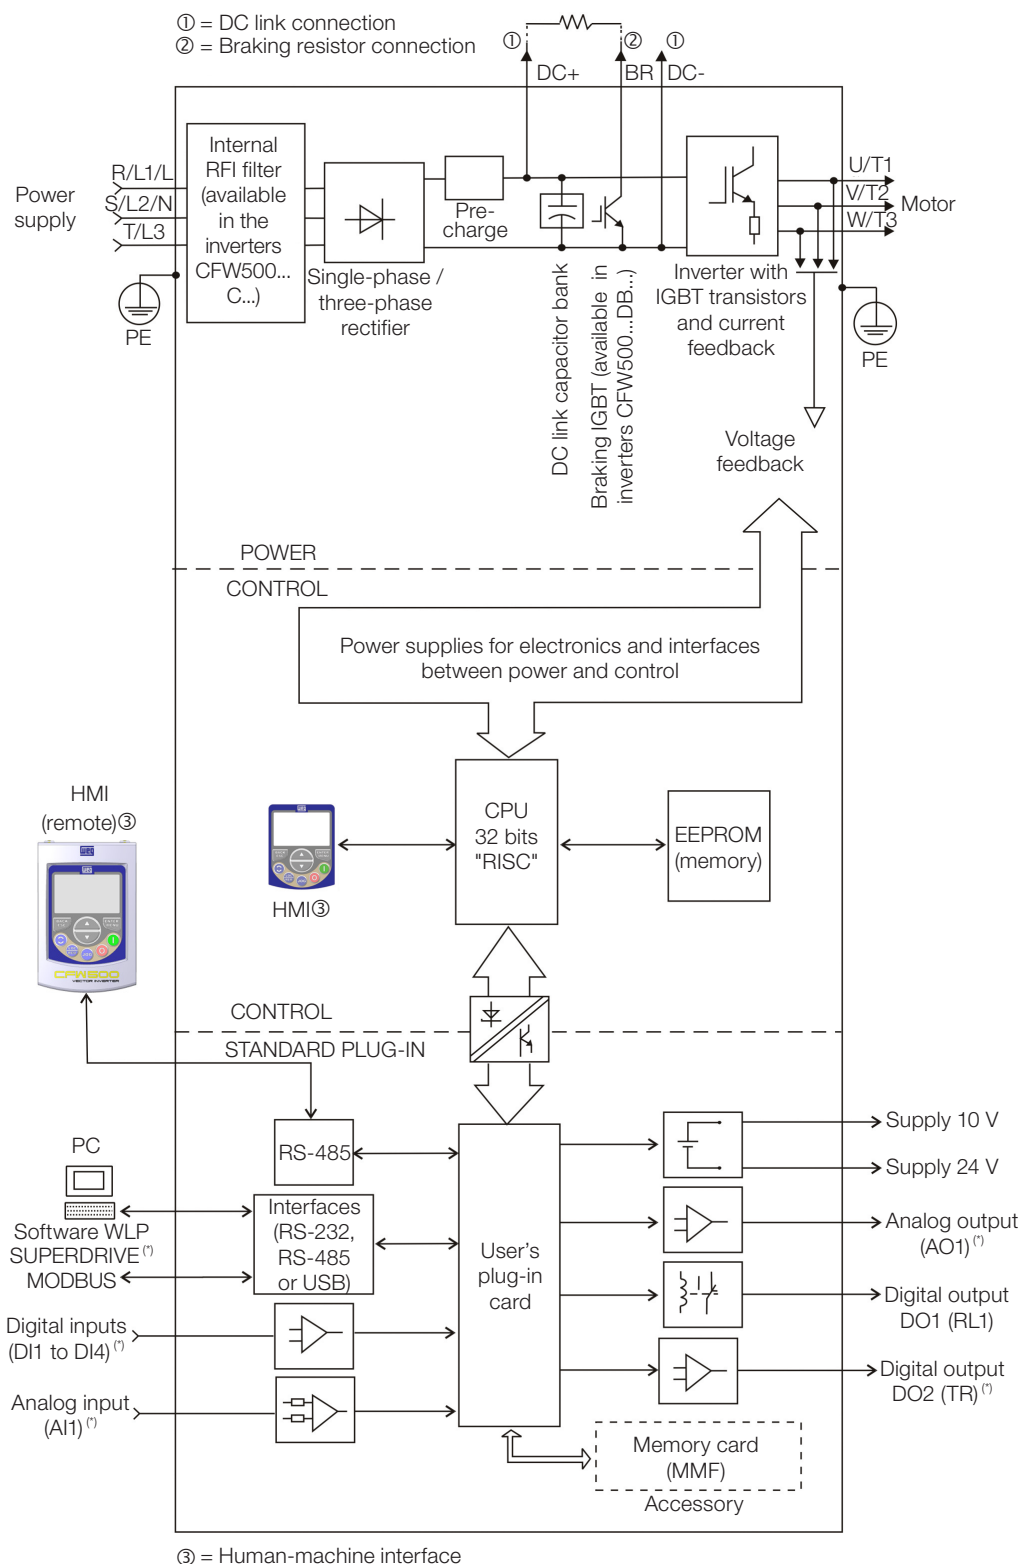 ① = DC link connection
② = Braking resistor connection
① ② ①
DC+ BR DC-
Power
supply
R/L1/L
S/L2/N
T/L3
PE
Internal
RFI filter
(available
in the
inverters
CFW500...
C...)
Single-phase /
three-phase
rectifier
Pre-
charge
DC link capacitor bank
Braking IGBT (available in
inverters CFW500...DB...)
Inverter with
IGBT transistors
and current
feedback
U/T1
V/T2
W/T3
Motor
PE
Voltage
feedback
POWER
CONTROL
Power supplies for electronics and interfaces
between power and control
HMI
(remote)③
WEG
CFW500
VECTOR INVERTER
HMI③
CPU
32 bits
"RISC"
EEPROM
(memory)
CONTROL
STANDARD PLUG-IN
PC
Software WLP
SUPERDRIVE (*)
MODBUS
Digital inputs
(DI1 to DI4) (*)
Analog input
(AI1) (*)
RS-485
Interfaces
(RS-232,
RS-485
or USB)
User's
plug-in
card
Supply 10 V
Supply 24 V
Analog output
(AO1) (*)
Digital output
DO1 (RL1)
Digital output
DO2 (TR) (*)
Memory card
(MMF)
Accessory
③ = Human-machine interface